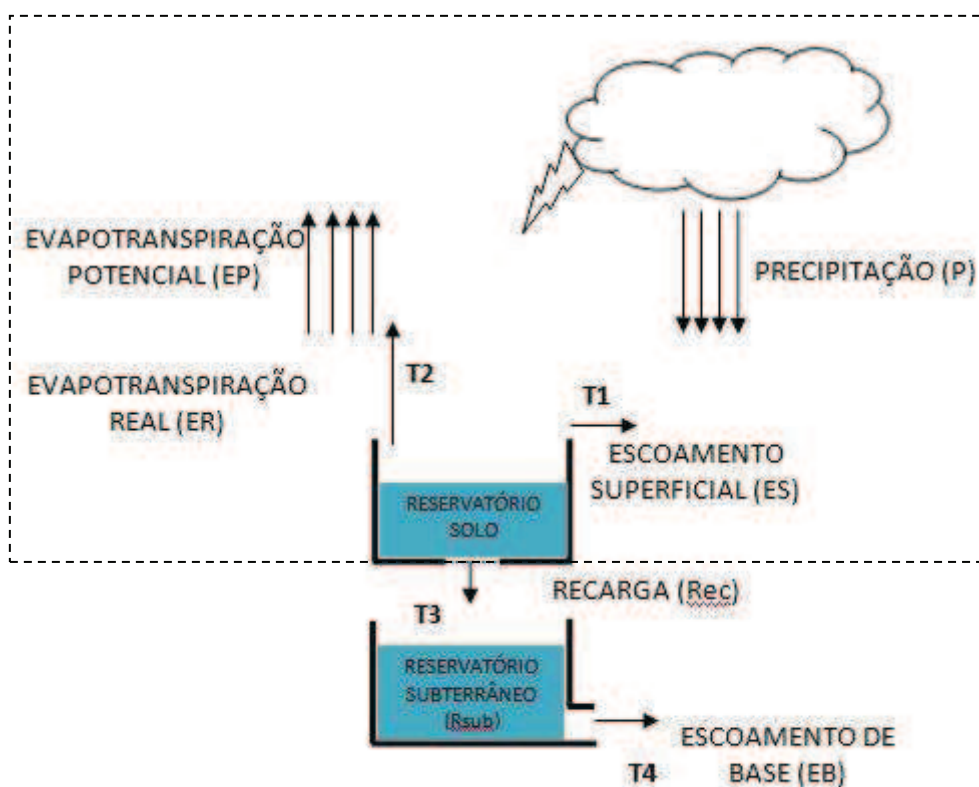 EVAPOTRANSPIRAÇÃO
POTENCIAL (EP)
PRECIPITAÇÃO (P)
EVAPOTRANSPIRAÇÃO
REAL (ER)
T2
T1
ESCOAMENTO
SUPERFICIAL (ES)
RESERVATÓRIO
SOLO
RECARGA (Rec)
T3
RESERVATÓRIO
SUBTERRÂNEO
(Rsub)
ESCOAMENTO DE
BASE (EB)
T4